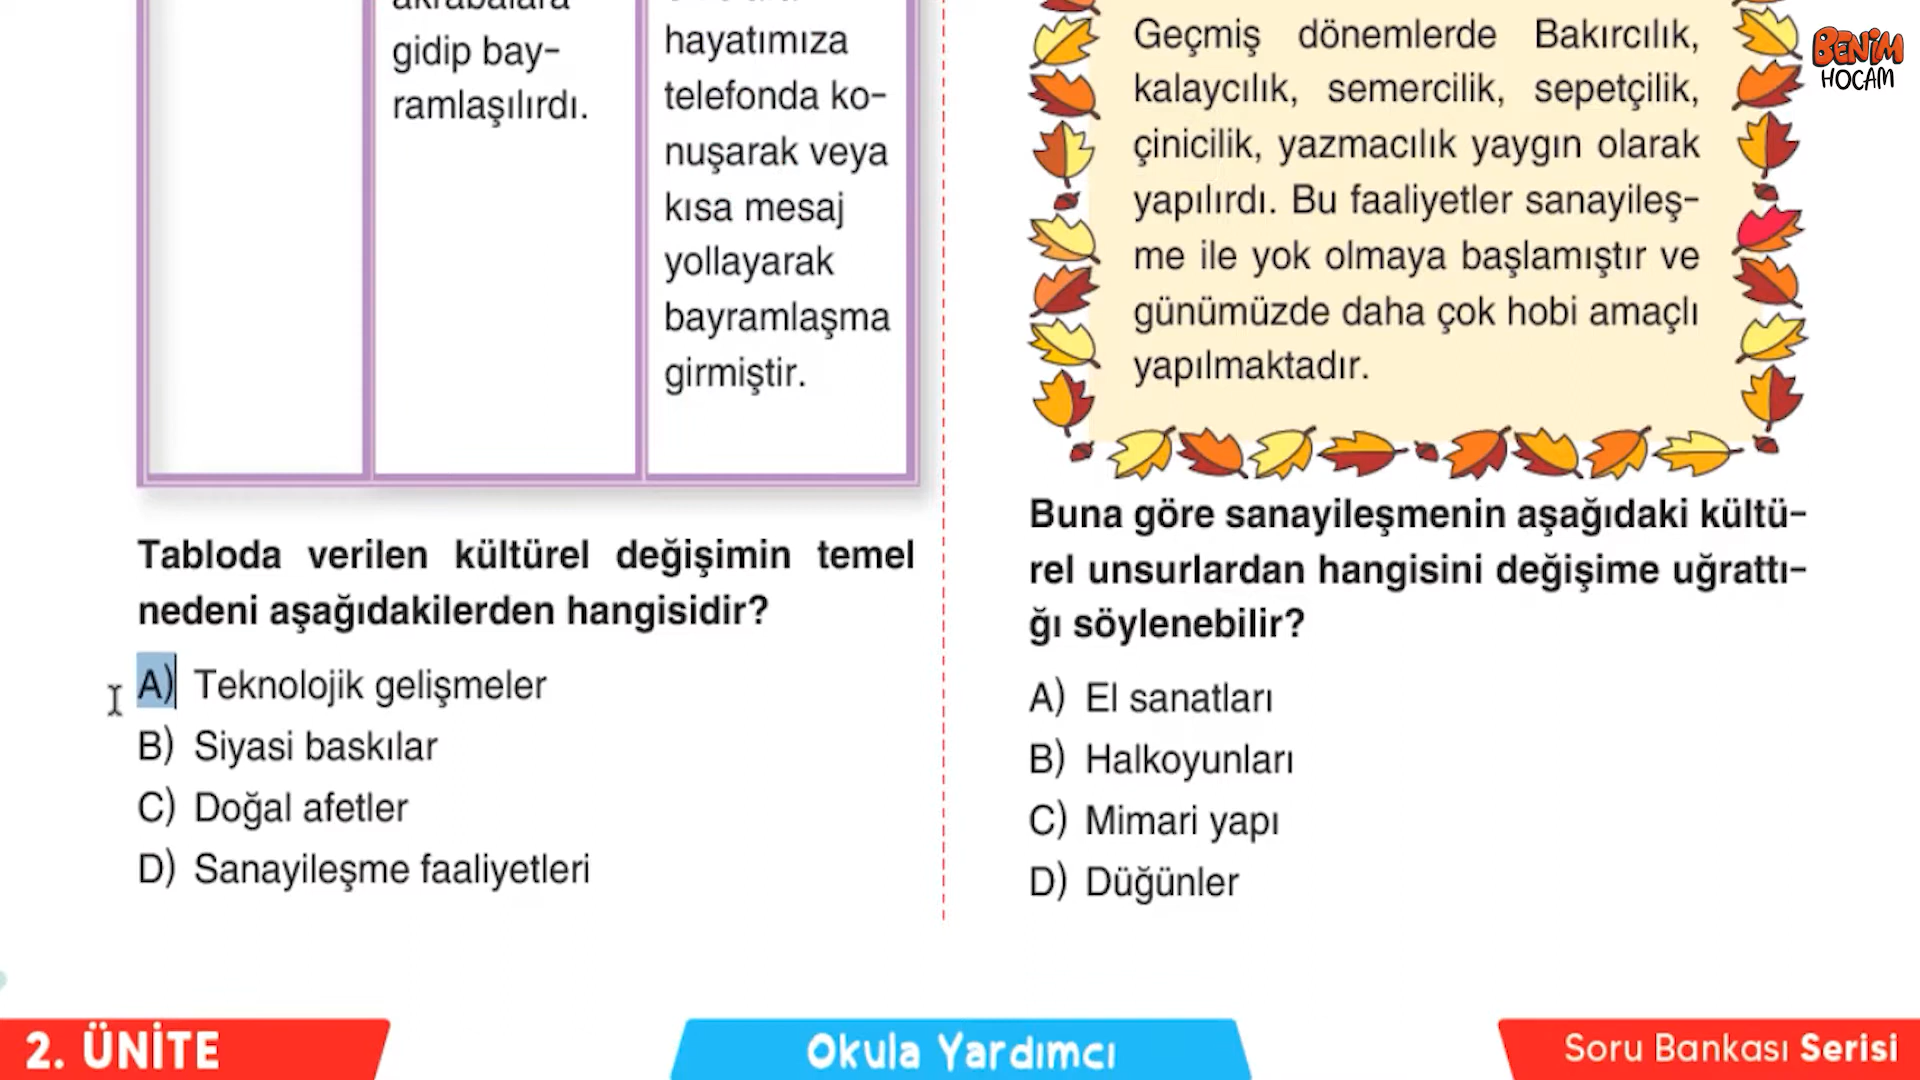 akrabalara
gidip bay-
ramlaşılırdı.
hayatımıza
telefonda ko-
nuşarak veya
kısa mesaj
yollayarak
bayramlaşma
girmiştir.
Tabloda verilen kültürel değişimin temel
nedeni aşağıdakilerden hangisidir?
A) Teknolojik gelişmeler
B) Siyasi baskılar
C) Doğal afetler
D) Sanayileşme faaliyetleri
Geçmiş dönemlerde Bakırcılık,
kalaycılık, semercilik, sepetçilik,
çinicilik, yazmacılık yaygın olarak
yapılırdı. Bu faaliyetler sanayileş-
me ile yok olmaya başlamıştır ve
günümüzde daha çok hobi amaçlı
yapılmaktadır.
Buna göre sanayileşmenin aşağıdaki kültü-
rel unsurlardan hangisini değişime uğrattı-
ğı söylenebilir?
A) El sanatları
B) Halkoyunları
C) Mimari yapı
D) Düğünler
BENİM
HOCAM
2. ÜNİTE
Okula Yardımcı
Soru Bankası Serisi